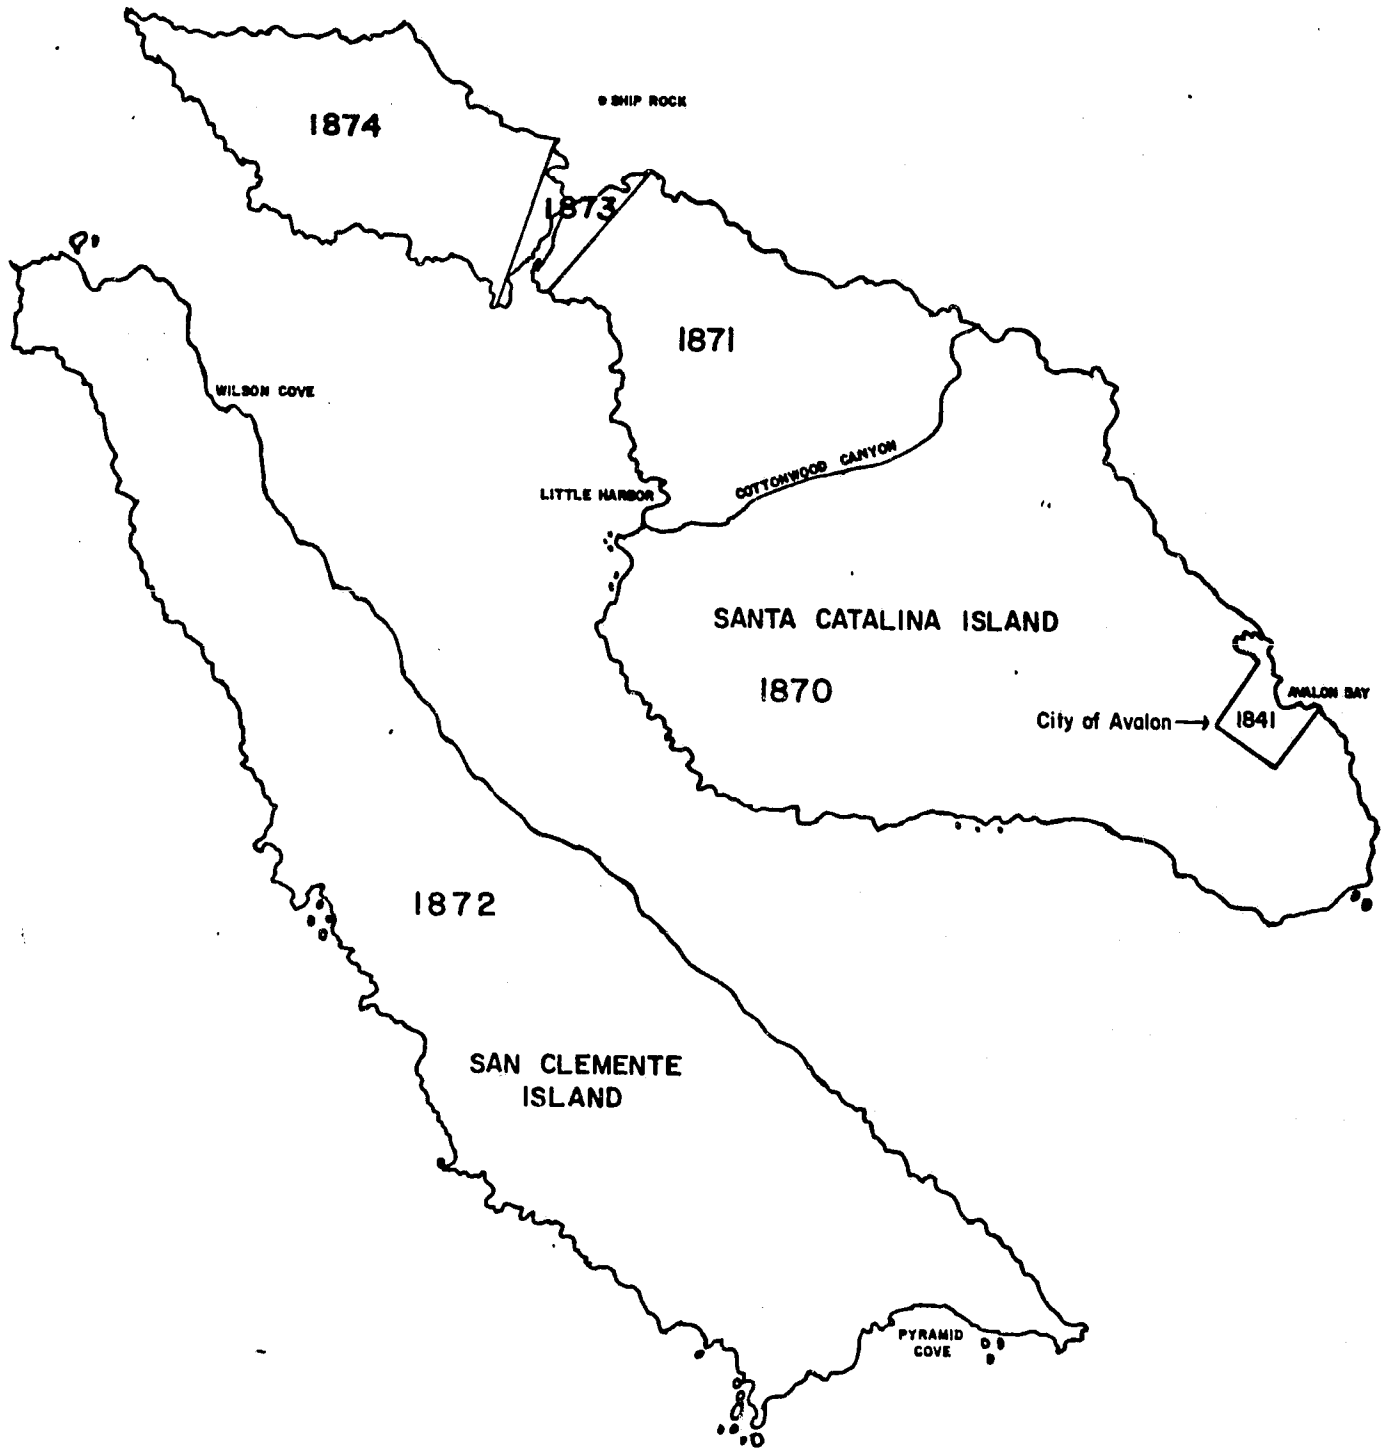 SHIP ROCK
1874
1873
1871
WILSON COVE
COTTONWOOD CANYON
LITTLE HARBOR
SANTA CATALINA ISLAND
1870
AVALON BAY
City of Avalon
1841
1872
SAN CLEMENTE
ISLAND
PYRAMID
COVE